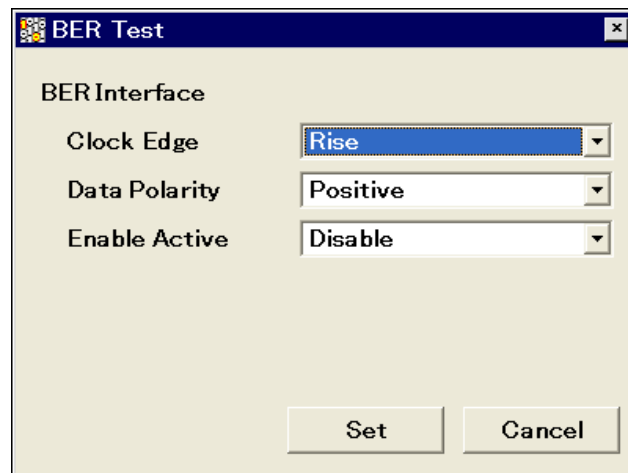 BER Test
BER Interface
Clock Edge Rise
Data Polarity Positive
Enable Active Disable
Set Cancel